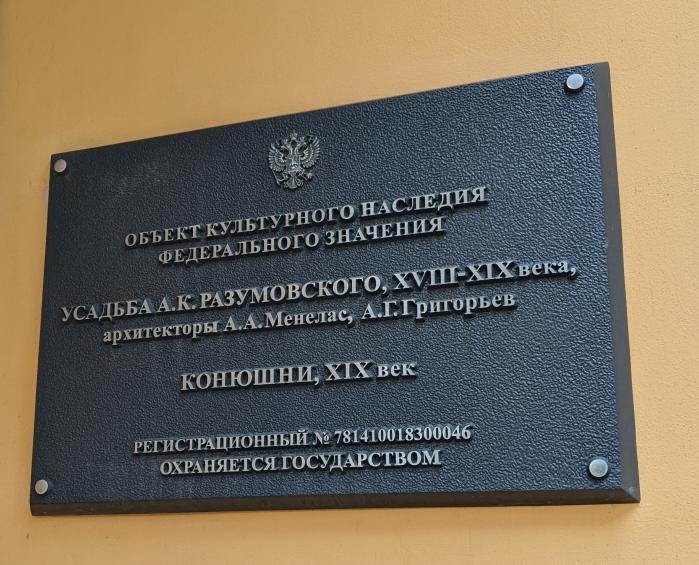 ОБЪЕКТ КУЛЬТУРНОГО НАСЛЕДИЯ
ФЕДЕРАЛЬНОГО ЗНАЧЕНИЯ
УСАДЬБА А.К. РАЗУМОВСКОГО, XVIII-XIX века,
архитекторы А.А. Менелас, А.Г. Григорьев
КОНЮШНИ, XIX век
РЕГИСТРАЦИОННЫЙ № 781410018300046
ОХРАНЯЕТСЯ ГОСУДАРСТВОМ